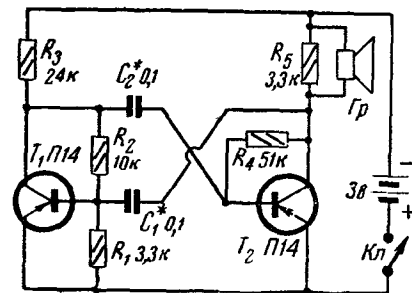 R3
24к
C2* 0,1
R5
3,3к
Гр
R2
10к
T1 П14
R4 51к
C1* 0,1
R1 3,3к
T2 П14
−
3в
+
Кл